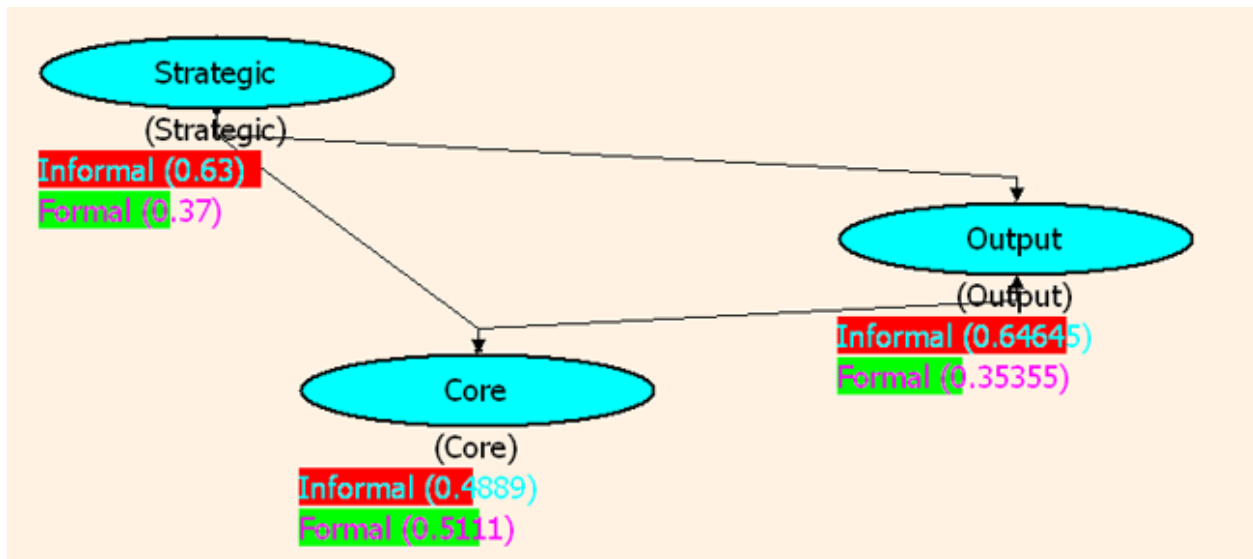 Strategic
(Strategic)
Informal (0.63)
Formal (0.37)
Output
(Output)
Informal (0.64645)
Formal (0.35355)
Core
(Core)
Informal (0.4889)
Formal (0.5111)